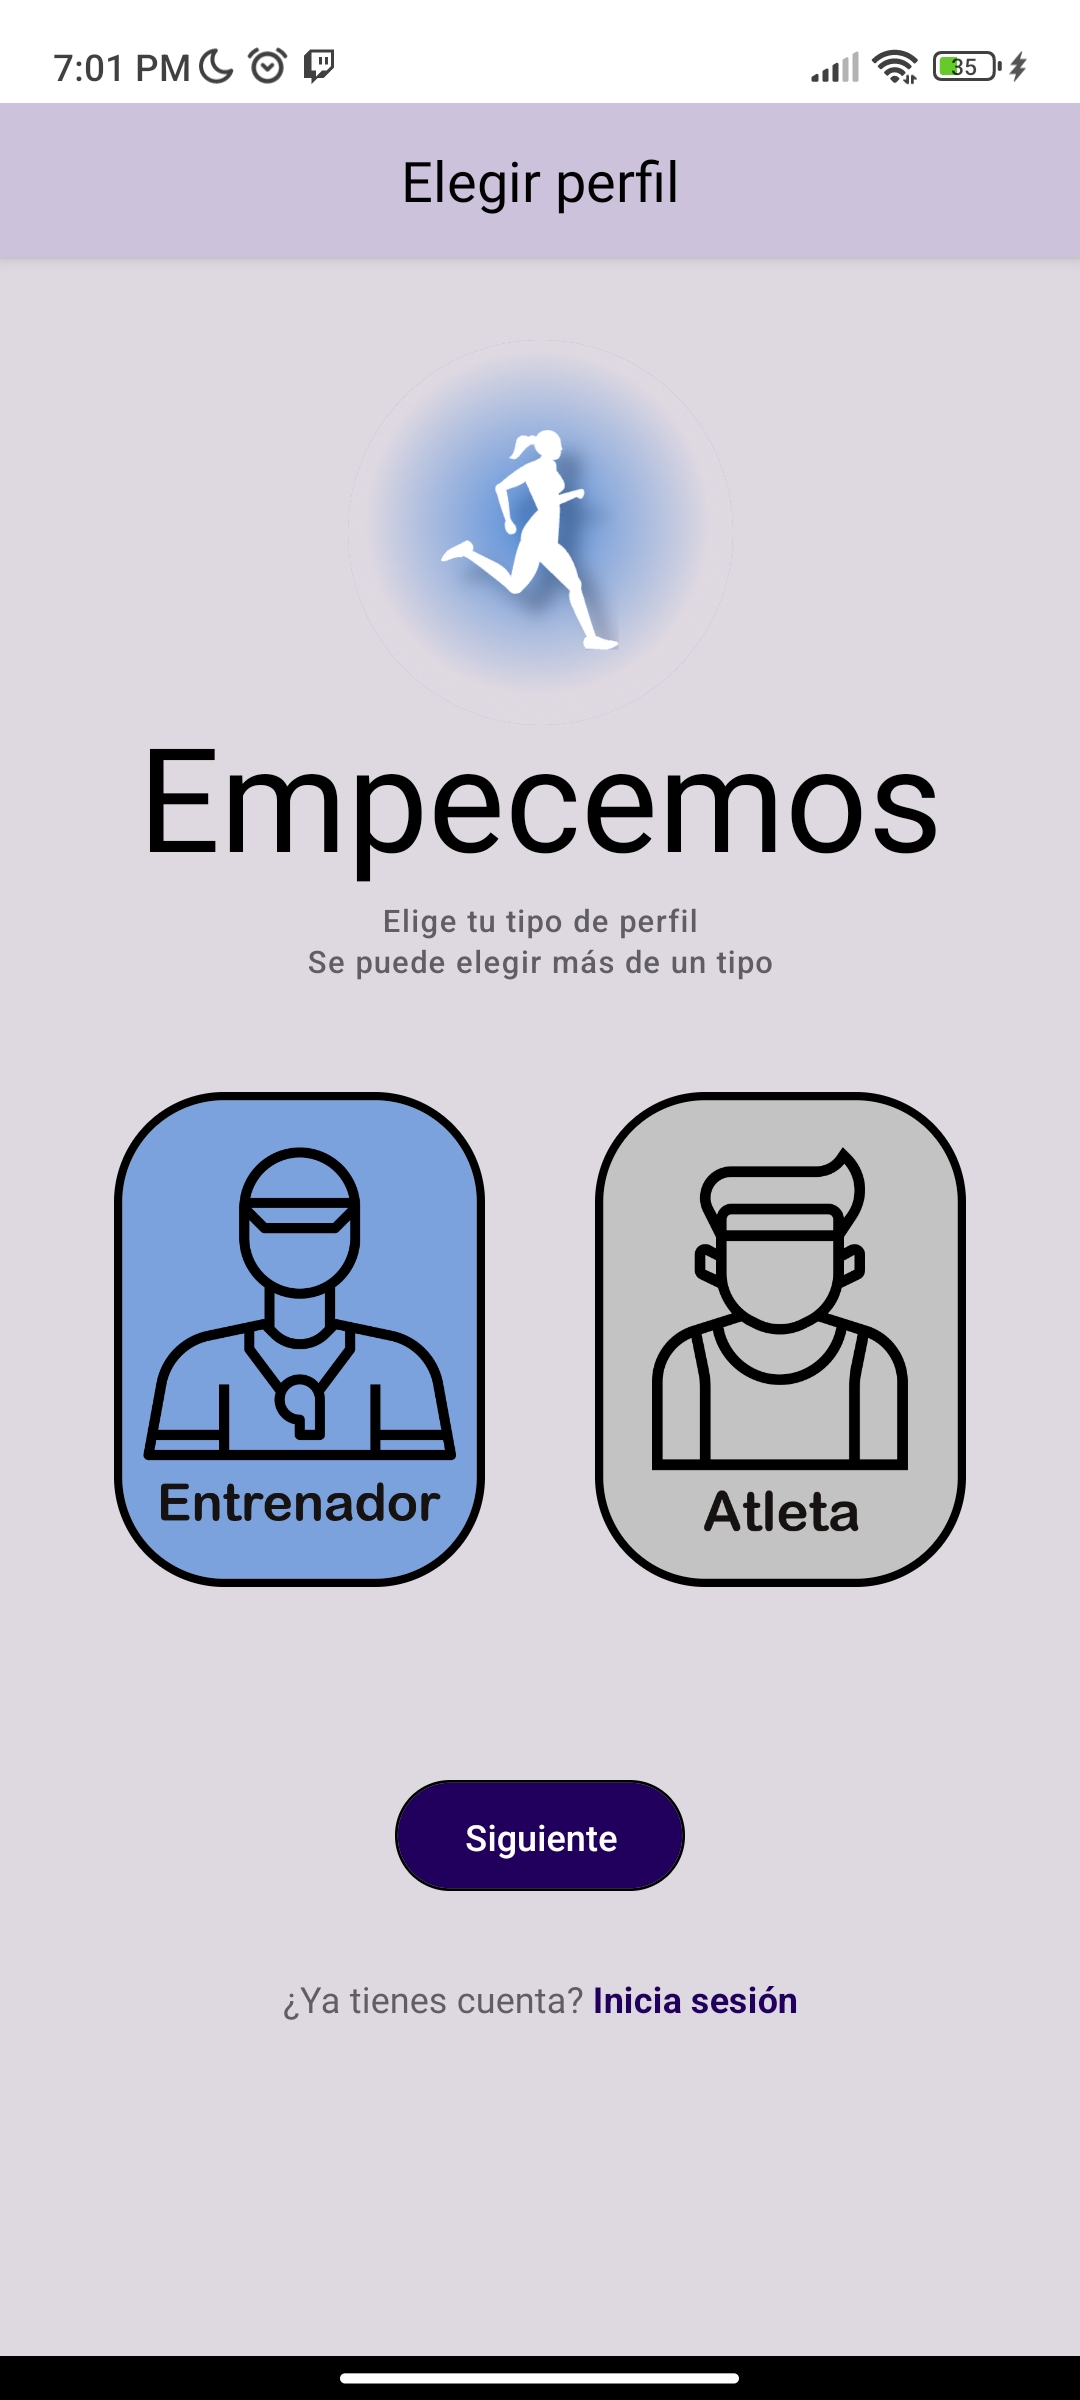 7:01 PM
35
Elegir perfil
Empecemos
Elige tu tipo de perfil
Se puede elegir más de un tipo
Entrenador
Atleta
Siguiente
¿Ya tienes cuenta? Inicia sesión